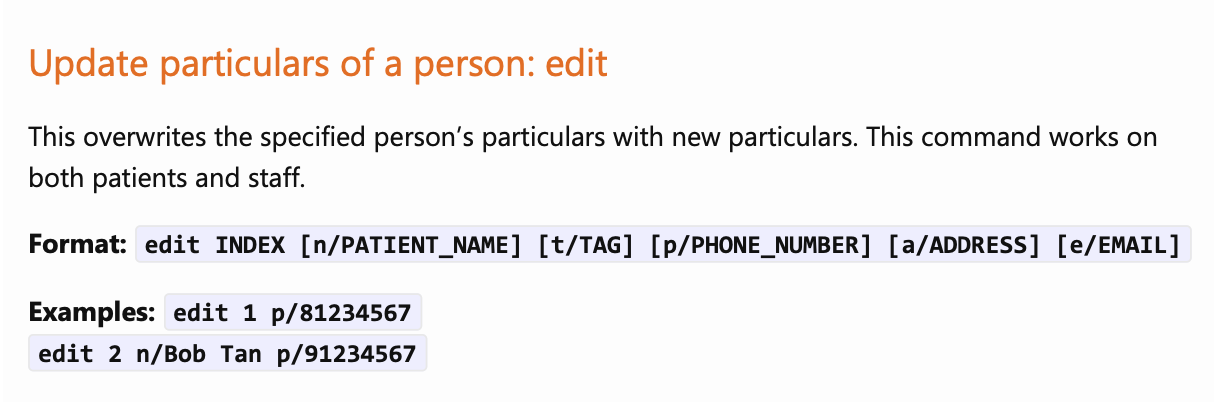 Update particulars of a person: edit
This overwrites the specified person’s particulars with new particulars. This command works on
both patients and staff.
Format: edit INDEX [n/PATIENT_NAME] [t/TAG] [p/PHONE_NUMBER] [a/ADDRESS] [e/EMAIL]
Examples: edit 1 p/81234567
edit 2 n/Bob Tan p/91234567